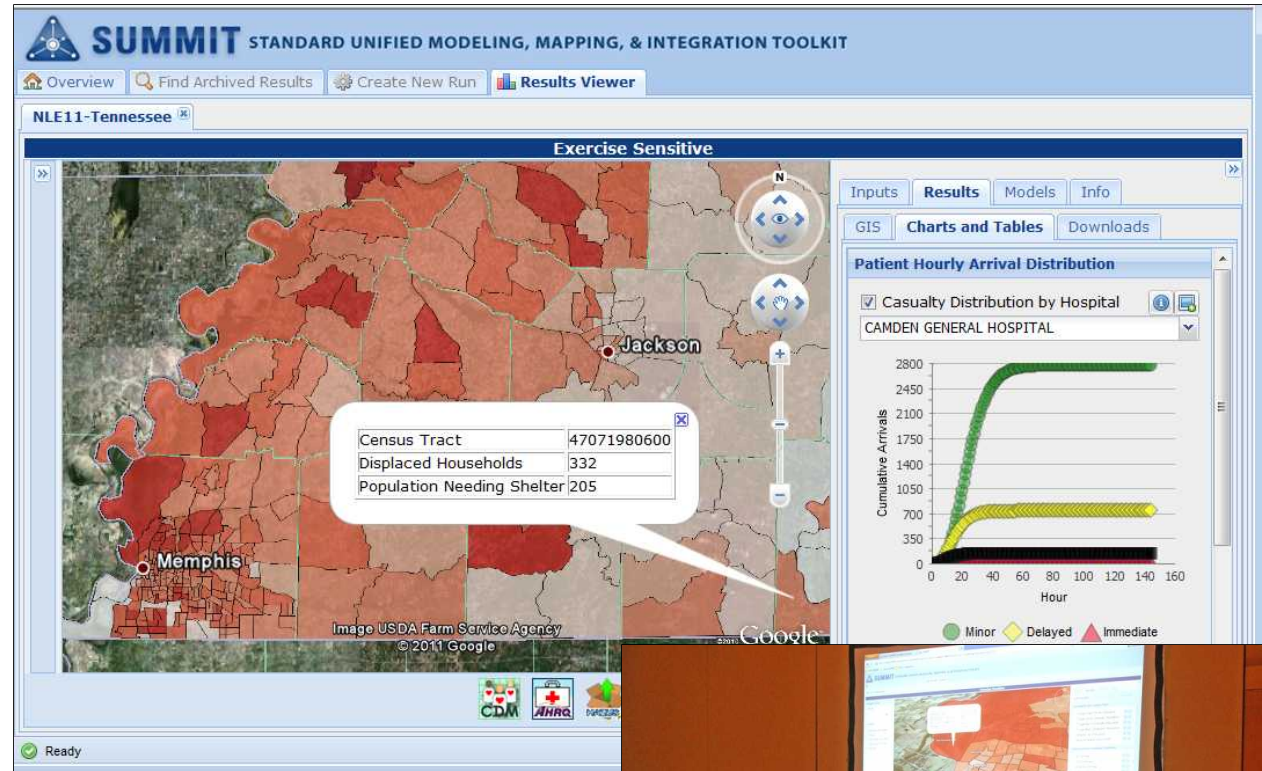 SUMMIT STANDARD UNIFIED MODELING, MAPPING, & INTEGRATION TOOLKIT
Overview Find Archived Results Create New Run Results Viewer
NLE11-Tennessee
Exercise Sensitive
N
Inputs Results Models Info
GIS Charts and Tables Downloads
Patient Hourly Arrival Distribution
Casualty Distribution by Hospital
CAMDEN GENERAL HOSPITAL
Jackson
Census Tract 47071980600
Displaced Households 332
Population Needing Shelter 205
Memphis
Image USDA Farm Service Agency
© 2011 Google
©2010 Google
2800
2450
2100
1750
1400
1050
700
350
0
Cumulative Arrivals
0 20 40 60 80 100 120 140 160
Hour
Minor Delayed Immediate
CDM AHRQ
Ready
SUMMIT